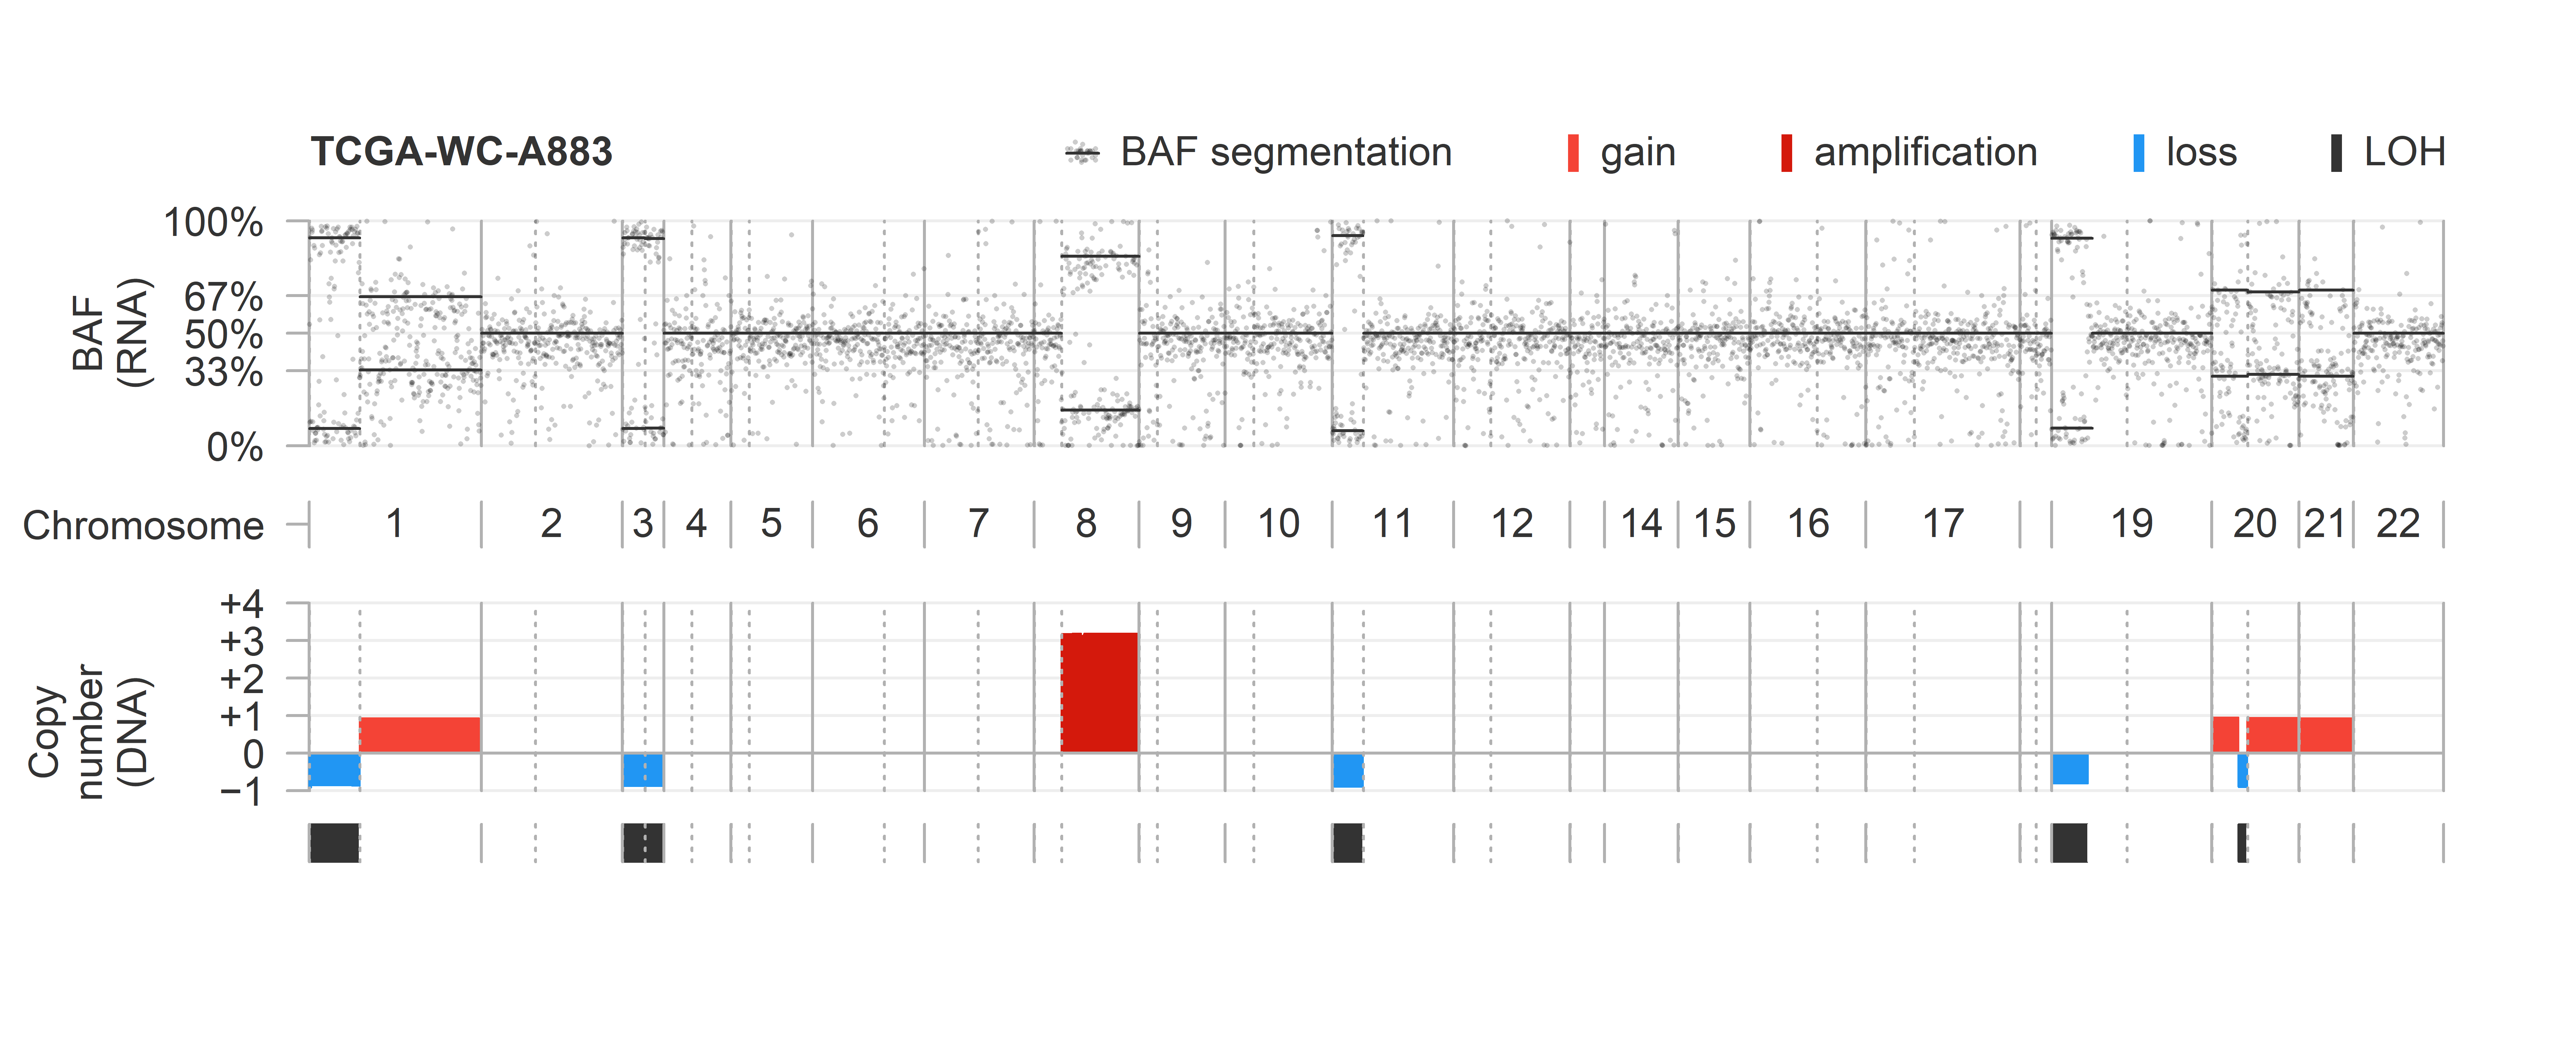 TCGA-WC-A883
BAF segmentation
gain
amplification
loss
LOH
BAF
(RNA)
100%
67%
50%
33%
0%
Chromosome
1 2 3 4 5 6 7 8 9 10 11 12 14 15 16 17 19 20 21 22
Copy
number
(DNA)
+4
+3
+2
+1
0
−1